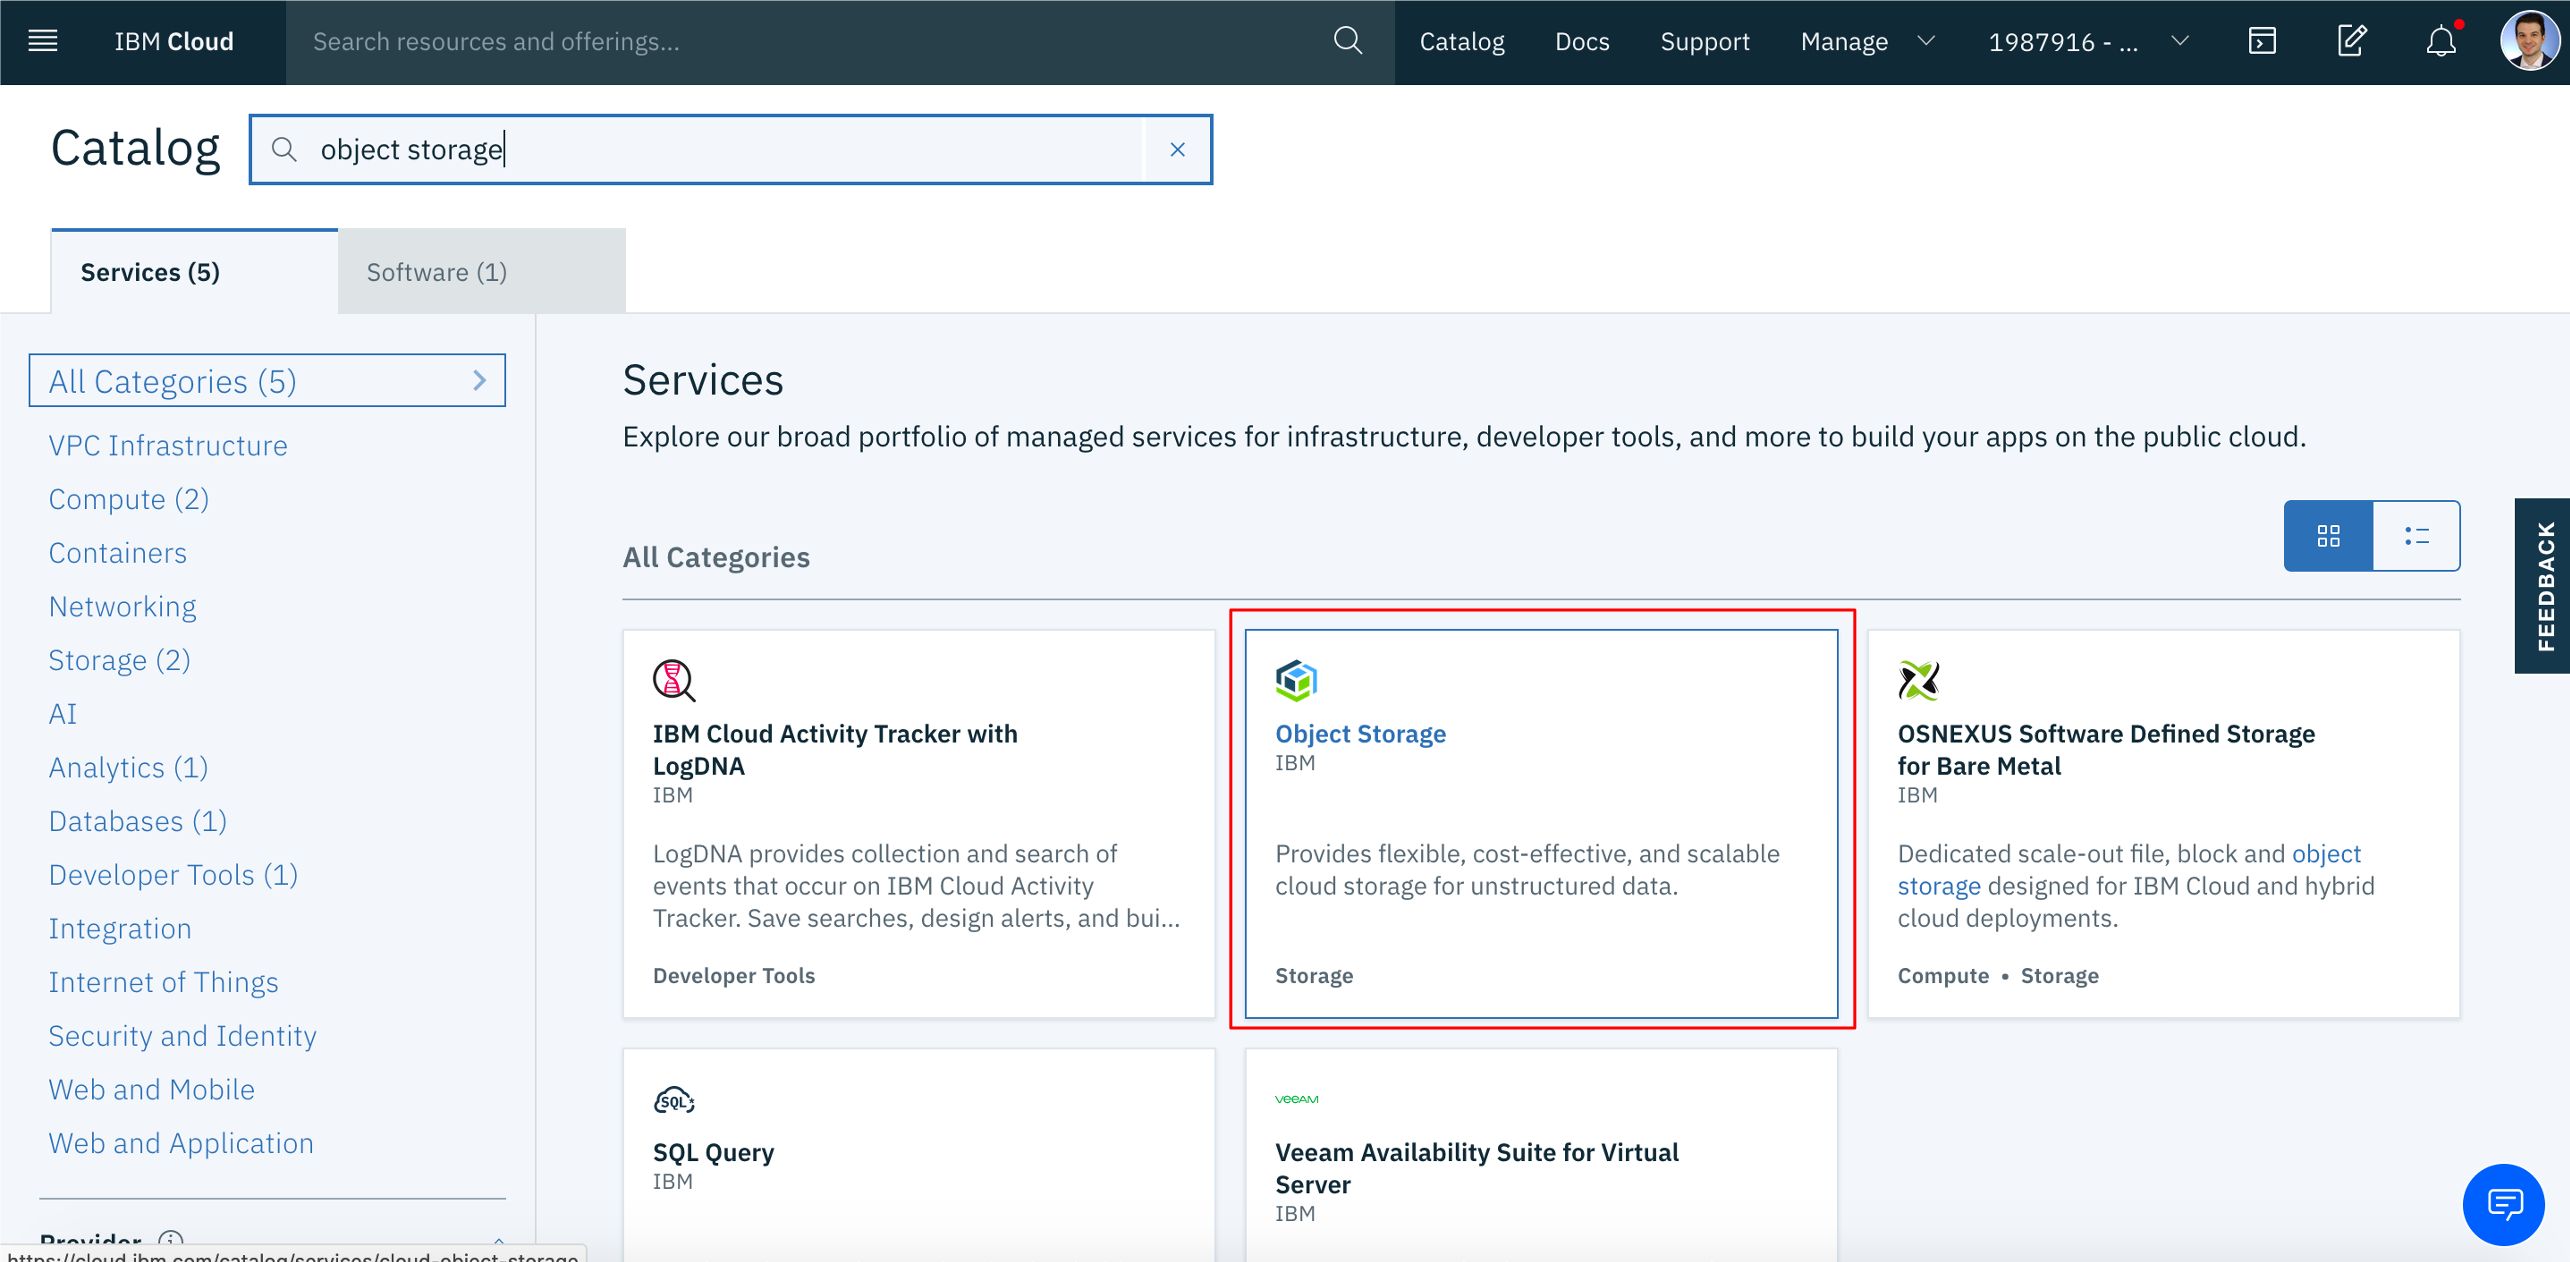 IBM Cloud
Search resources and offerings...
Catalog
Docs
Support
Manage
1987916 - ...
Catalog
object storage
Services (5)
Software (1)
All Categories (5)
VPC Infrastructure
Compute (2)
Containers
Networking
Storage (2)
AI
Analytics (1)
Databases (1)
Developer Tools (1)
Integration
Internet of Things
Security and Identity
Web and Mobile
Web and Application
Provider
https://cloud.ibm.com/catalog/services/cloud-object-storage
Services
Explore our broad portfolio of managed services for infrastructure, developer tools, and more to build your apps on the public cloud.
All Categories
IBM Cloud Activity Tracker with
LogDNA
IBM
LogDNA provides collection and search of
events that occur on IBM Cloud Activity
Tracker. Save searches, design alerts, and bui...
Developer Tools
Object Storage
IBM
Provides flexible, cost-effective, and scalable
cloud storage for unstructured data.
Storage
OSNEXUS Software Defined Storage
for Bare Metal
IBM
Dedicated scale-out file, block and object
storage designed for IBM Cloud and hybrid
cloud deployments.
Compute • Storage
SQL
SQL Query
IBM
veeam
Veeam Availability Suite for Virtual
Server
IBM
FEEDBACK